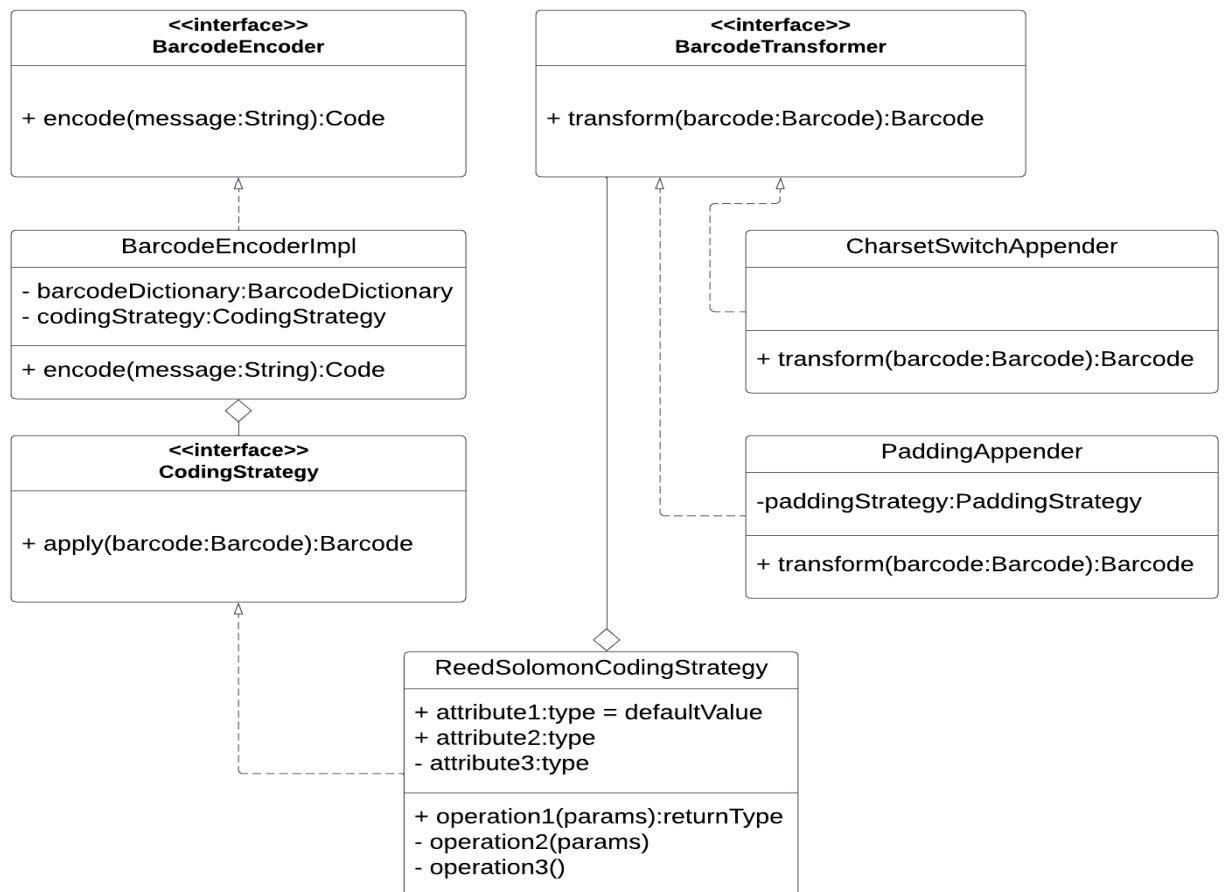 <<interface>>
BarcodeEncoder
+ encode(message:String):Code
<<interface>>
BarcodeTransformer
+ transform(barcode:Barcode):Barcode
BarcodeEncoderImpl
- barcodeDictionary:BarcodeDictionary
- codingStrategy:CodingStrategy
+ encode(message:String):Code
CharsetSwitchAppender
+ transform(barcode:Barcode):Barcode
<<interface>>
CodingStrategy
+ apply(barcode:Barcode):Barcode
PaddingAppender
-paddingStrategy:PaddingStrategy
+ transform(barcode:Barcode):Barcode
ReedSolomonCodingStrategy
+ attribute1:type = defaultValue
+ attribute2:type
- attribute3:type
+ operation1(params):returnType
- operation2(params)
- operation3()